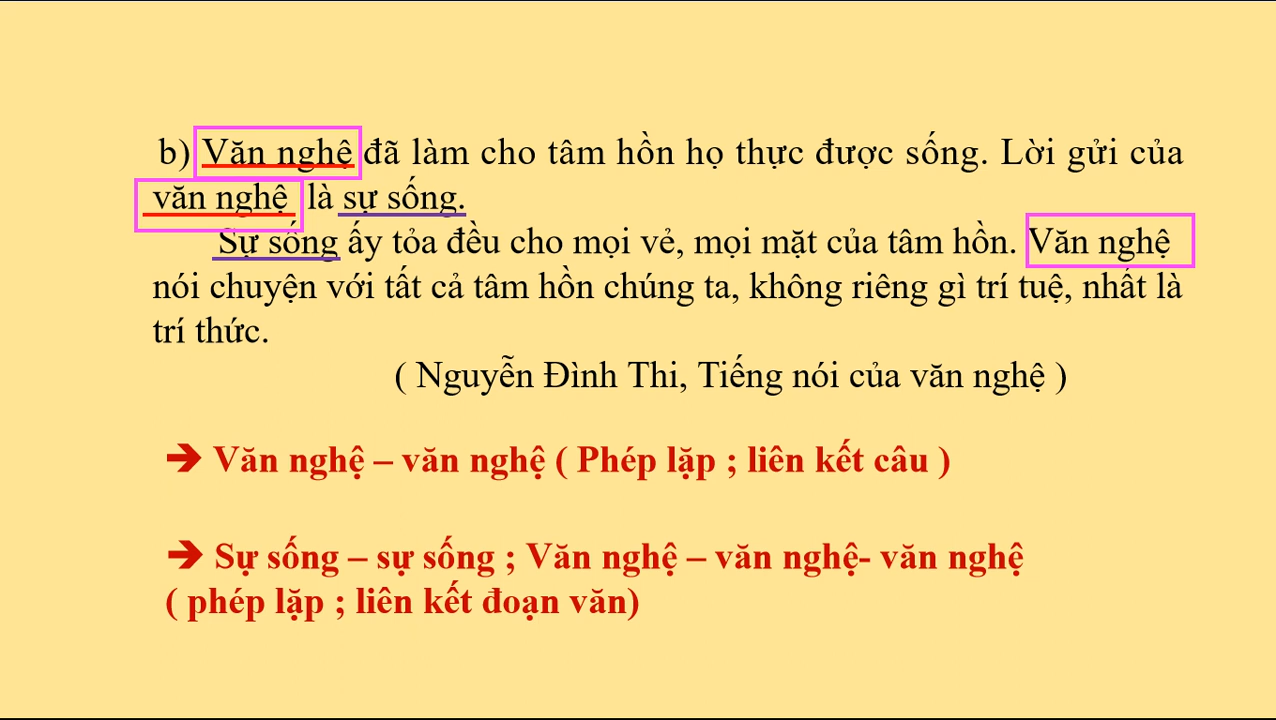 b) Văn nghệ đã làm cho tâm hồn họ thực được sống. Lời gửi của
văn nghệ là sự sống.
Sự sống ấy tỏa đều cho mọi vẻ, mọi mặt của tâm hồn. Văn nghệ
nói chuyện với tất cả tâm hồn chúng ta, không riêng gì trí tuệ, nhất là
trí thức.
( Nguyễn Đình Thi, Tiếng nói của văn nghệ )
➔ Văn nghệ – văn nghệ ( Phép lặp ; liên kết câu )
➔ Sự sống – sự sống ; Văn nghệ – văn nghệ- văn nghệ
( phép lặp ; liên kết đoạn văn)